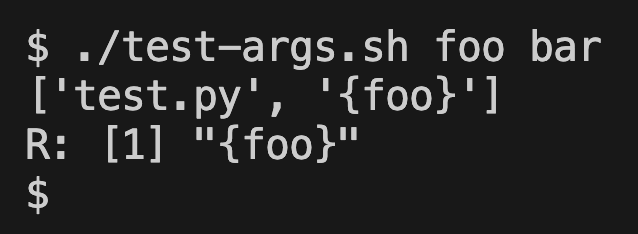 $ ./test-args.sh foo bar
['test.py', '{foo}']
R: [1] "{foo}"
$